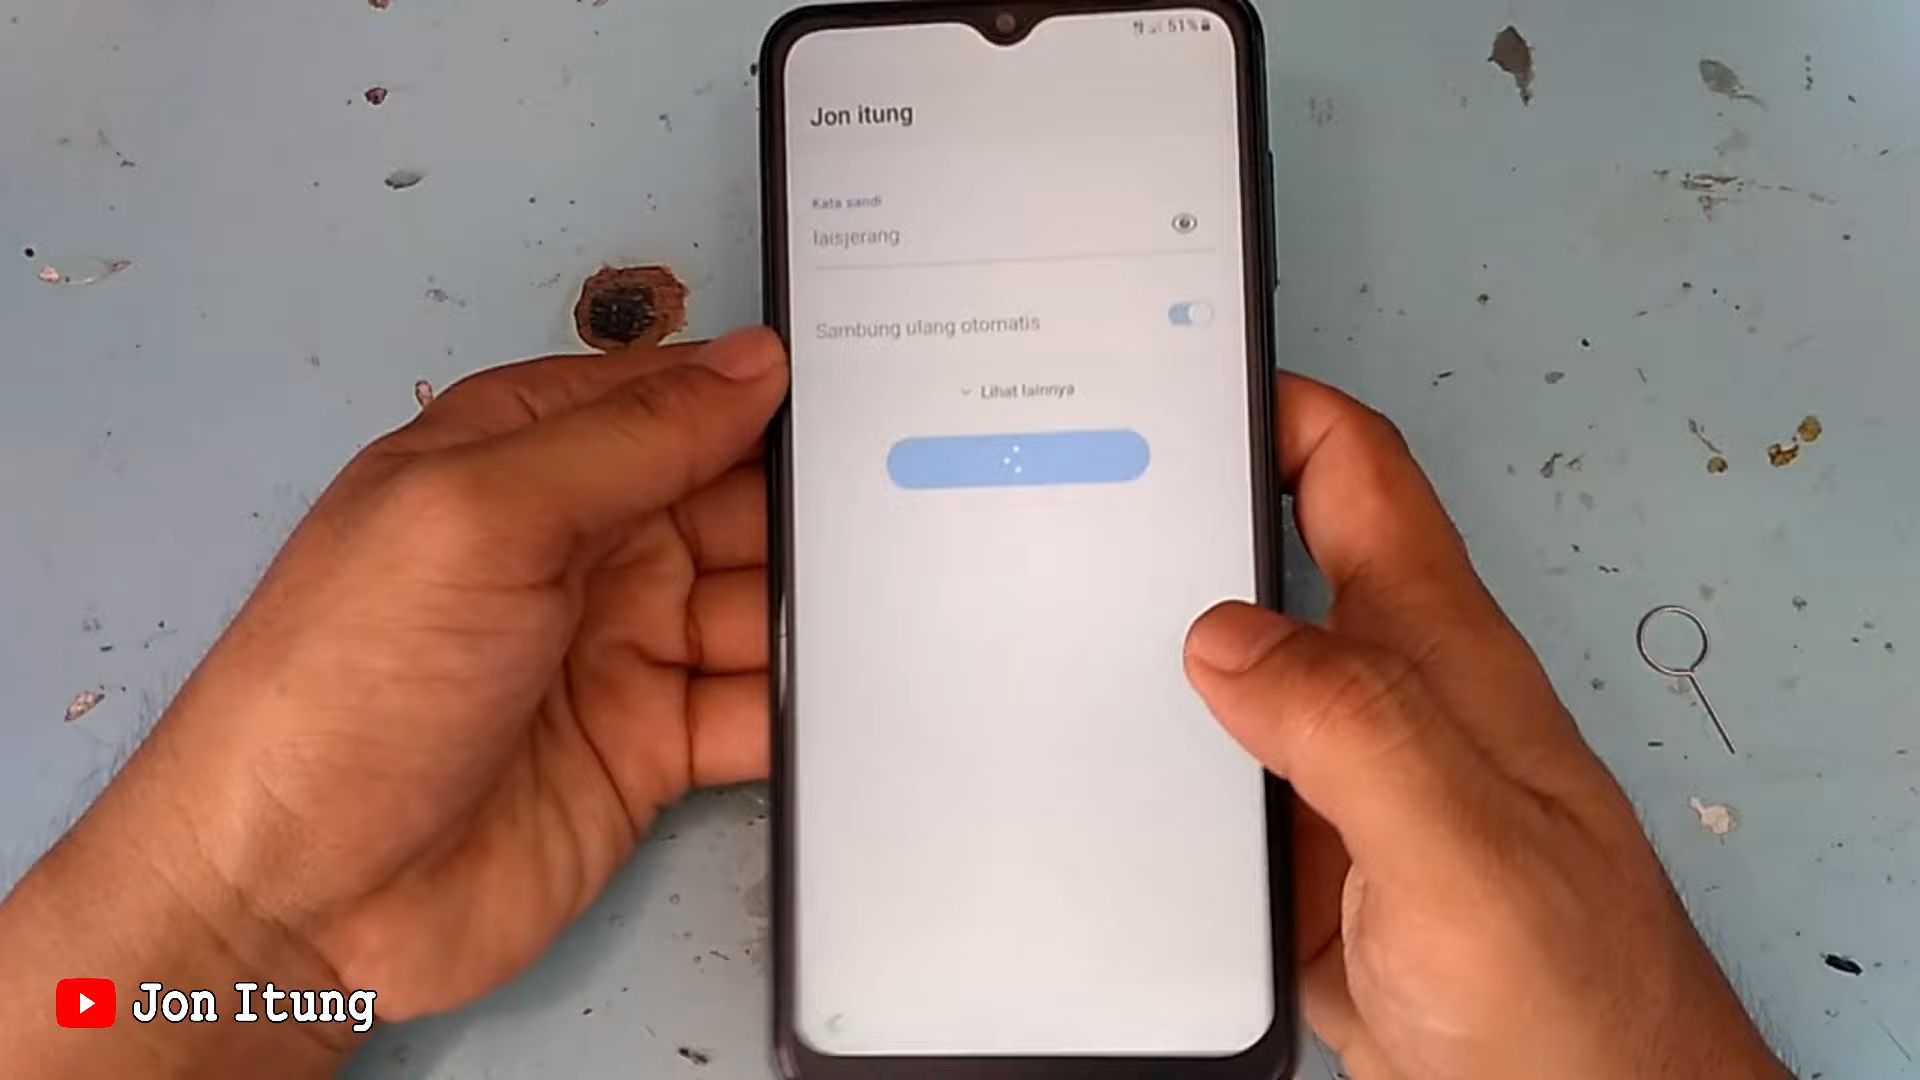 51%
Jon itung
Kata sandi
laisjerang
Sambung ulang otomatis
Lihat lainnya
Jon Itung